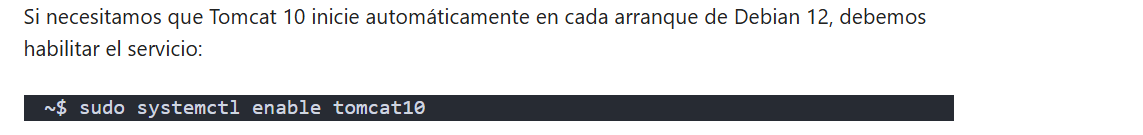 Si necesitamos que Tomcat 10 inicie automáticamente en cada arranque de Debian 12, debemos
habilitar el servicio:
~$ sudo systemctl enable tomcat10